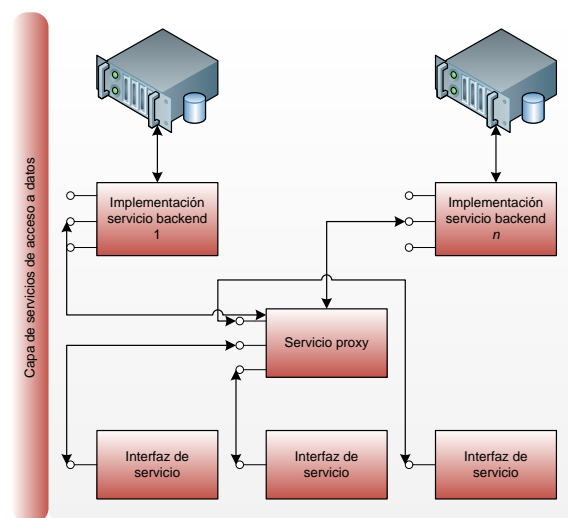 Capa de servicios de acceso a datos
Implementación
servicio backend
1
Implementación
servicio backend
n
Servicio proxy
Interfaz de
servicio
Interfaz de
servicio
Interfaz de
servicio